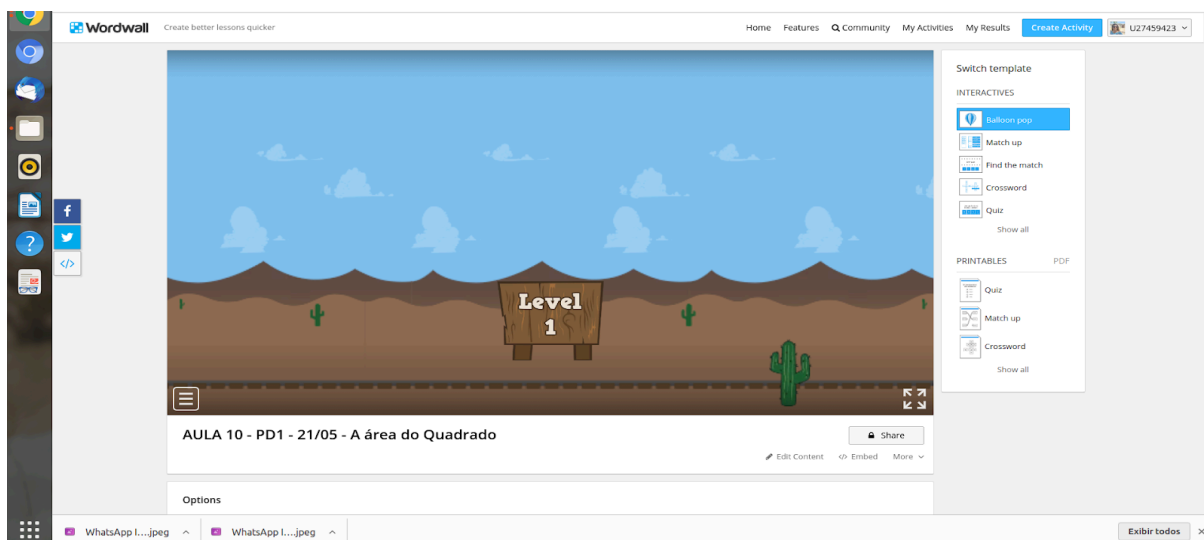 Wordwall Create better lessons quicker Home Features Community My Activities My Results Create Activity U27459423
Switch template
INTERACTIVES
Balloon pop
Match up
Find the match
Crossword
Quiz
Show all
PRINTABLES PDF
Quiz
Match up
Crossword
Show all
Level
1
AULA 10 - PD1 - 21/05 - A área do Quadrado
Share
Edit Content </> Embed More
Options
WhatsApp I....jpeg WhatsApp I....jpeg Exibir todos